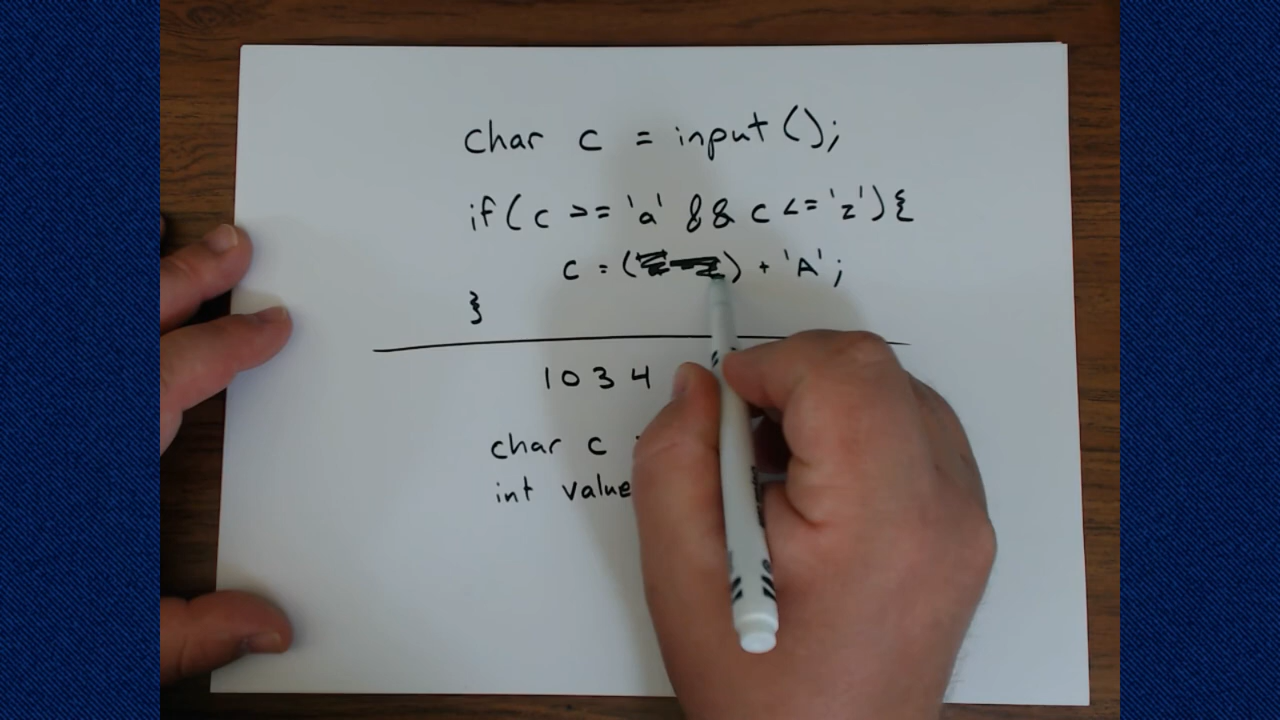 char c = input();
if( c >= 'a' && c <= 'z'){
c = ( ) + 'A';
}
1034
char c
int value